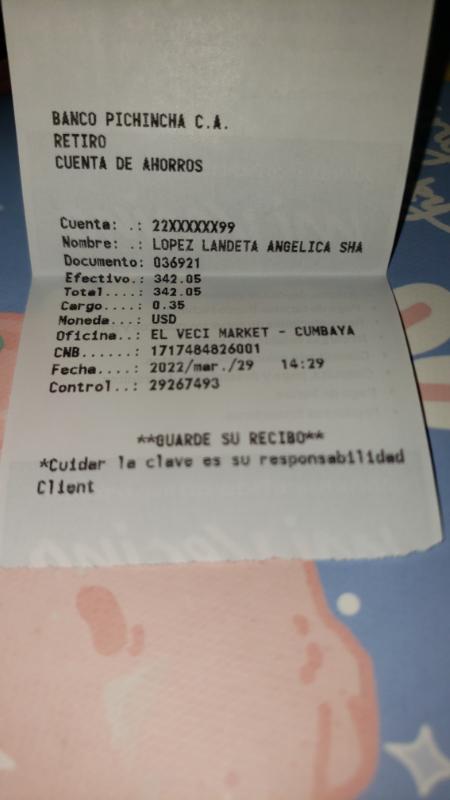 BANCO PICHINCHA C.A.
RETIRO
CUENTA DE AHORROS
Cuenta: .: 22XXXXXX99
Nombre: .: LOPEZ LANDETA ANGELICA SHA
Documento: 036921
Efectivo.: 342.05
Total....: 342.05
Cargo....: 0.35
Moneda...: USD
Oficina..: EL VECI MARKET - CUMBAYA
CNB......: 1717484826001
Fecha....: 2022/mar./29 14:29
Control..: 29267493
**GUARDE SU RECIBO**
*Cuidar la clave es su responsabilidad
Client